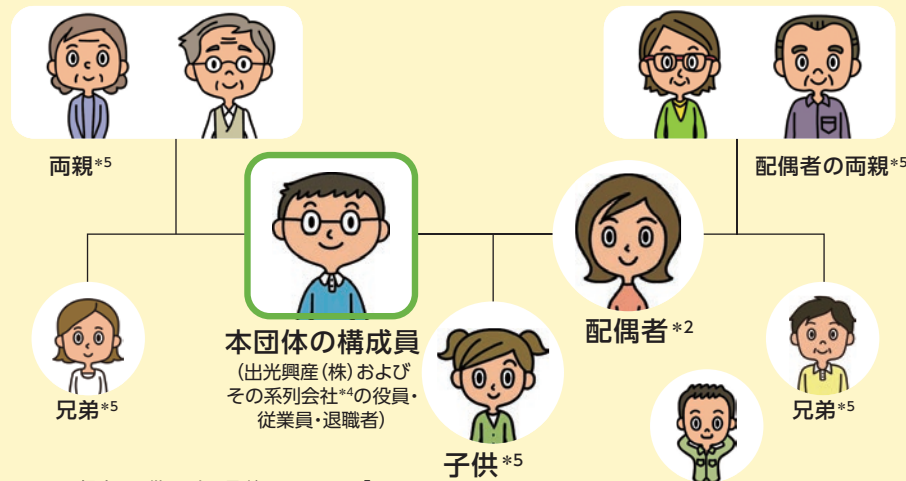 両親*5
配偶者の両親*5
本団体の構成員
(出光興産(株)および
その系列会社*4の役員・
従業員・退職者)
配偶者*2
兄弟*5
兄弟*5
子供*5